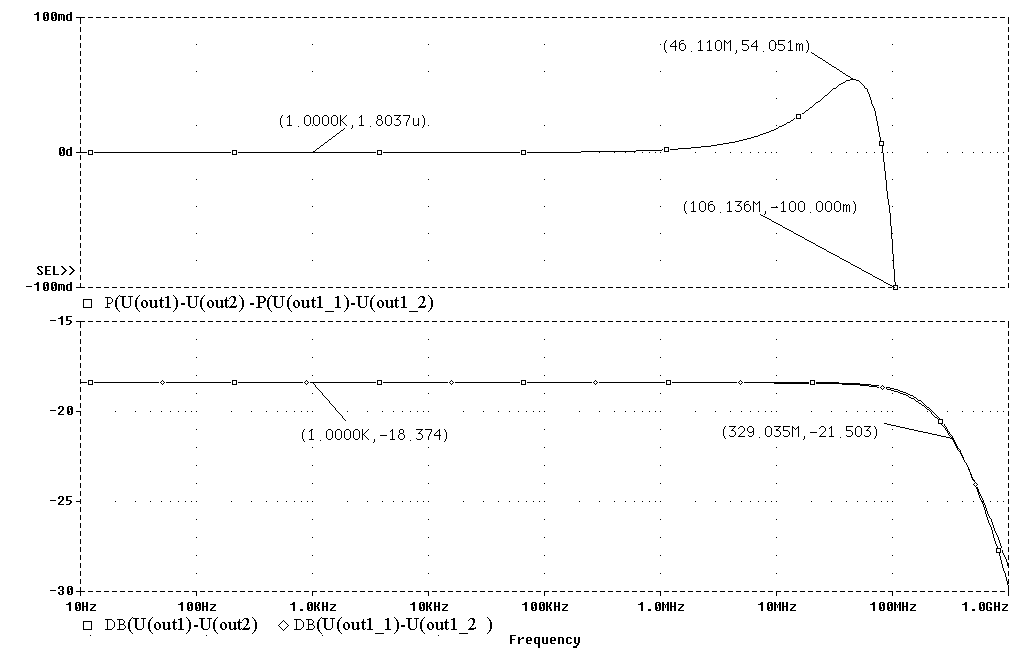 100md
(46.110M,54.051m)
(1.0000K,1.8037u).
0d
(106.136M,-100.000m)
SEL>>
-100md
P(U(out1)-U(out2) -P(U(out1_1)-U(out1_2)
-15
-20
(1.0000K,-18.374)
(329.035M,-21.503)
-25
-30
10Hz 100Hz 1.0KHz 10KHz 100KHz 1.0MHz 10MHz 100MHz 1.0GHz
DB(U(out1)-U(out2) DB(U(out1_1)-U(out1_2 )
Frequency